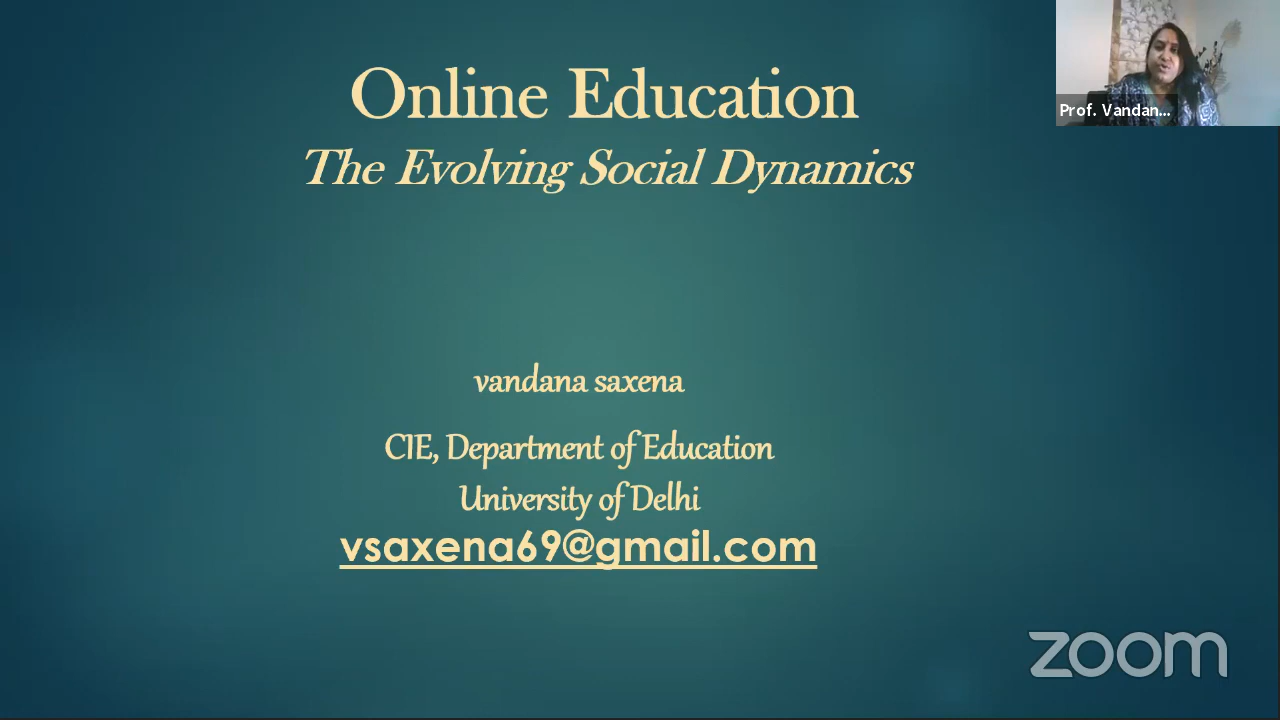 Online Education
The Evolving Social Dynamics
Prof. Vandan...
vandana saxena
CIE, Department of Education
University of Delhi
vsaxena69@gmail.com
zoom